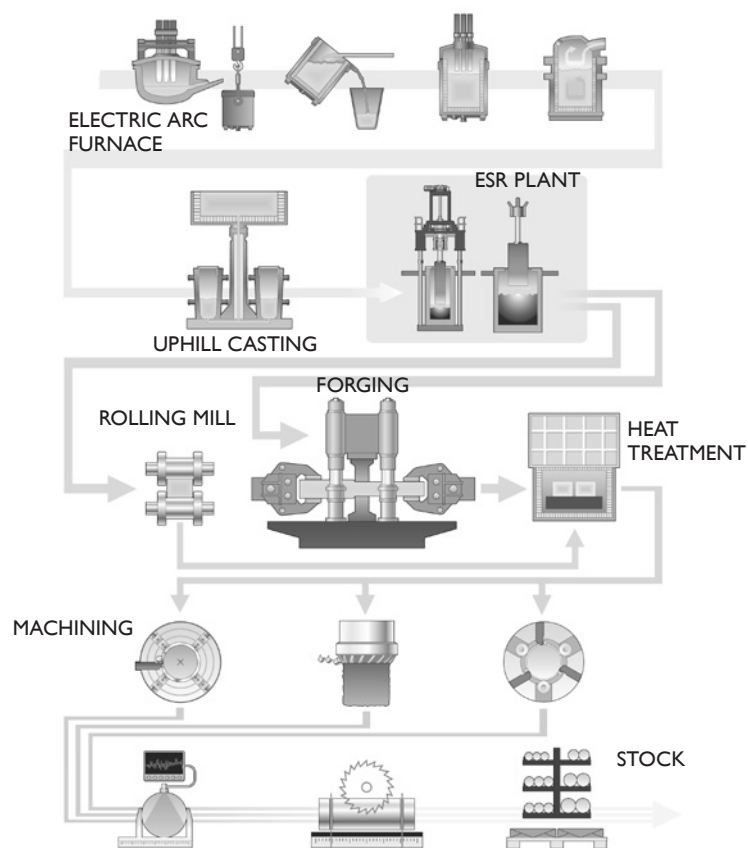 ELECTRIC ARC
FURNACE
ESR PLANT
UPHILL CASTING
FORGING
ROLLING MILL
HEAT
TREATMENT
MACHINING
STOCK